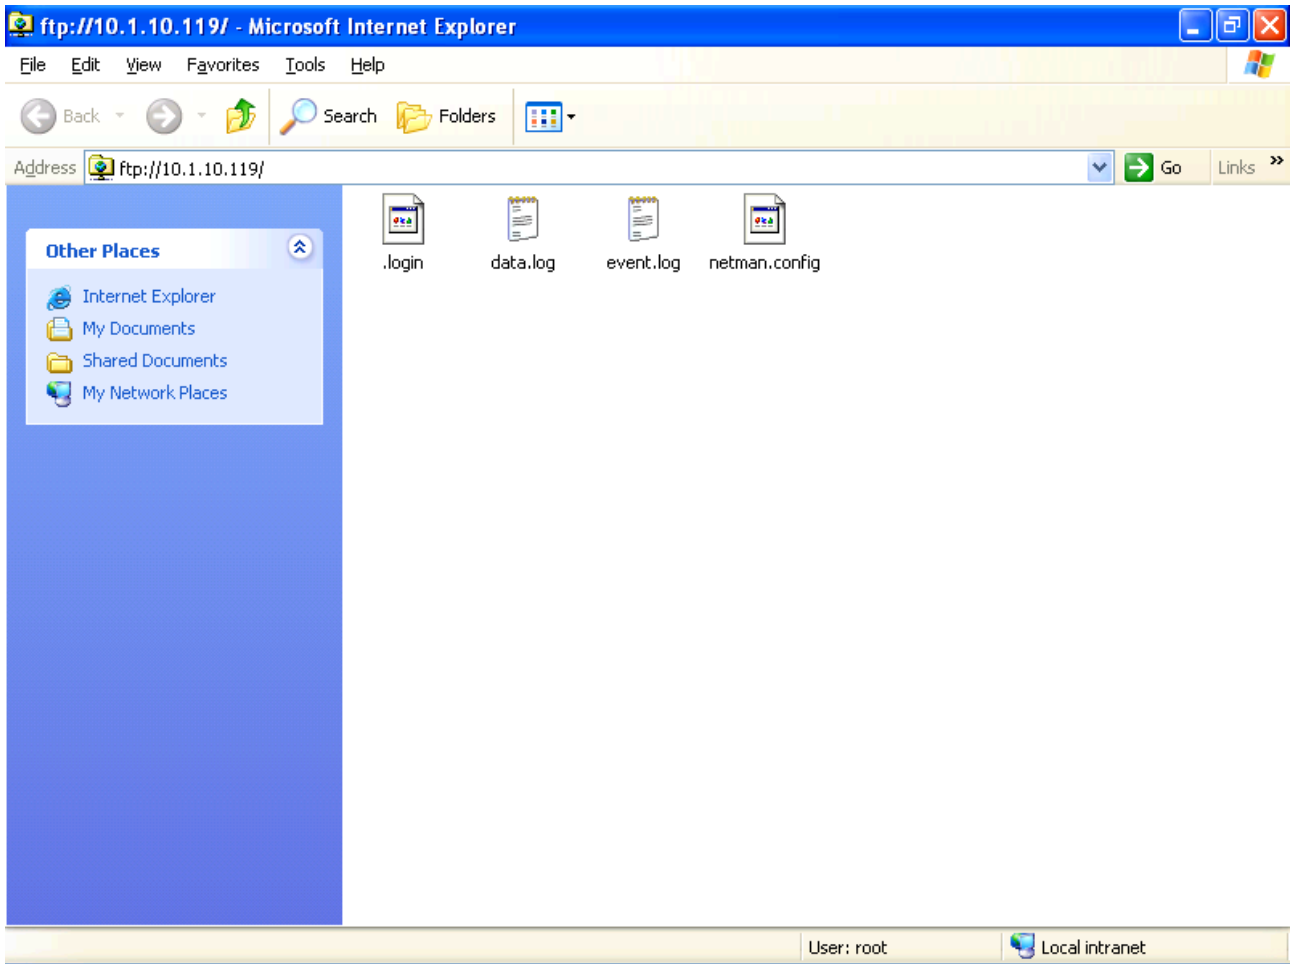 ftp://10.1.10.119/ - Microsoft Internet Explorer
File Edit View Favorites Tools Help
Back Search Folders
Address ftp://10.1.10.119/ Go Links »
Other Places
Internet Explorer
My Documents
Shared Documents
My Network Places
.login data.log event.log netman.config
User: root Local intranet